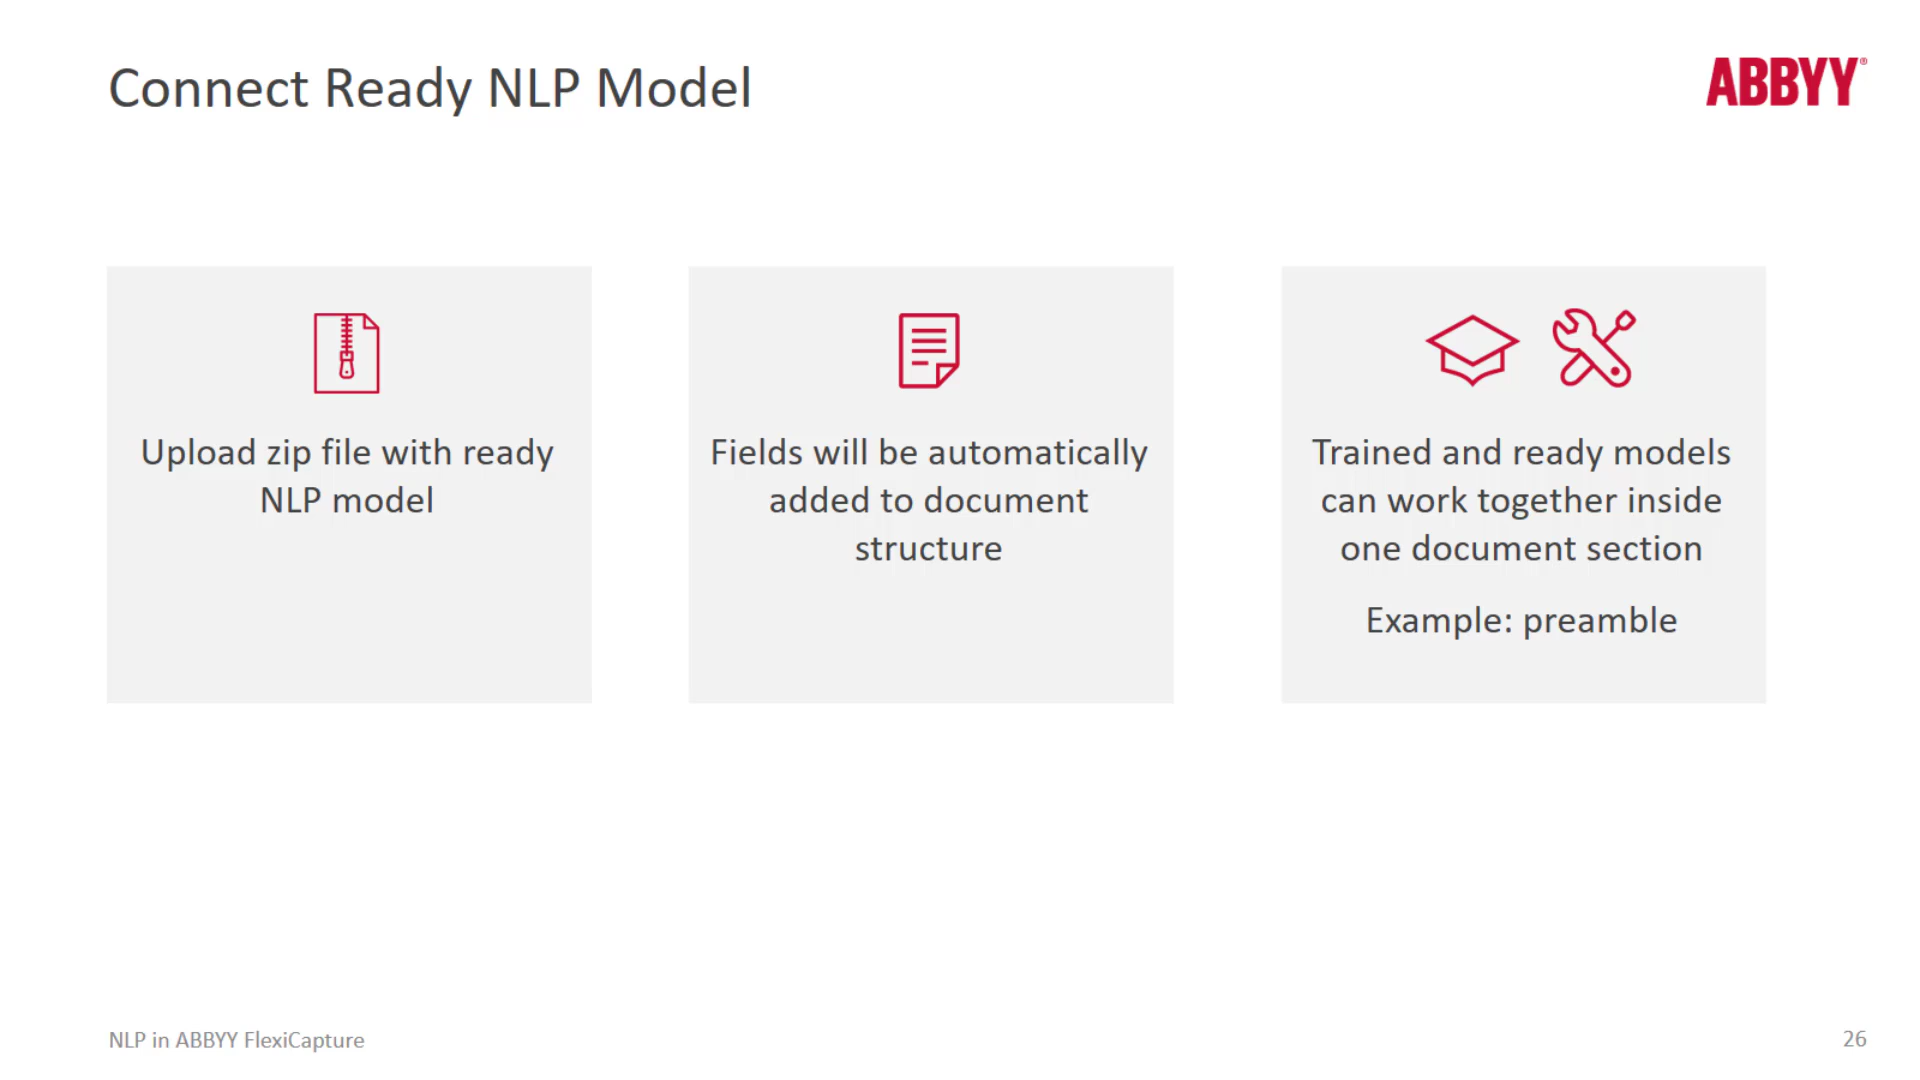 Connect Ready NLP Model
ABBYY®
Upload zip file with ready
NLP model
Fields will be automatically
added to document
structure
Trained and ready models
can work together inside
one document section
Example: preamble
NLP in ABBYY FlexiCapture
26